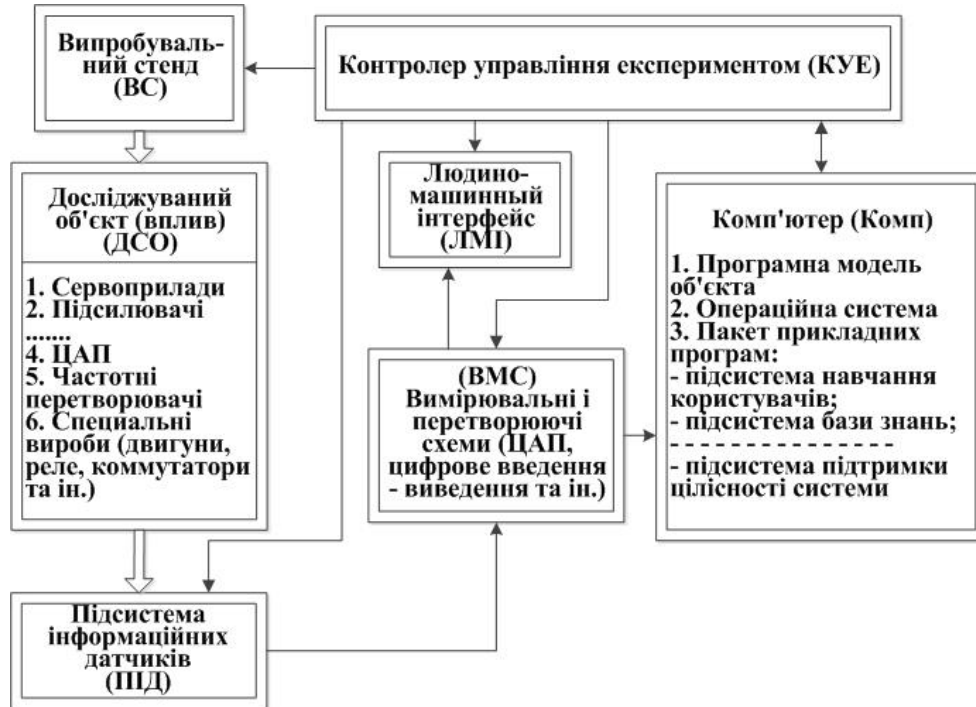 Випробуваль-
ний стенд
(ВС)
Контролер управління експериментом (КУЕ)
Досліджуваний
об'єкт (вплив)
(ДСО)
1. Сервоприлади
2. Підсилювачі
.......
4. ЦАП
5. Частотні
перетворювачі
6. Специальні
вироби (двигуни,
реле, коммутатори
та ін.)
Людино-
машинный
інтерфейс
(ЛМІ)
(ВМС)
Вимірювальні і
перетворюючі
схеми (ЦАП,
цифрове введення
- виведення та ін.)
Комп'ютер (Комп)
1. Програмна модель
об'єкта
2. Операційна система
3. Пакет прикладних
програм:
- підсистема навчання
користувачів;
- підсистема бази знань;
- - - - - - - - - - - - - - - -
- підсистема підтримки
цілісності системи
Підсистема
інформаційних
датчиків
(ПІД)